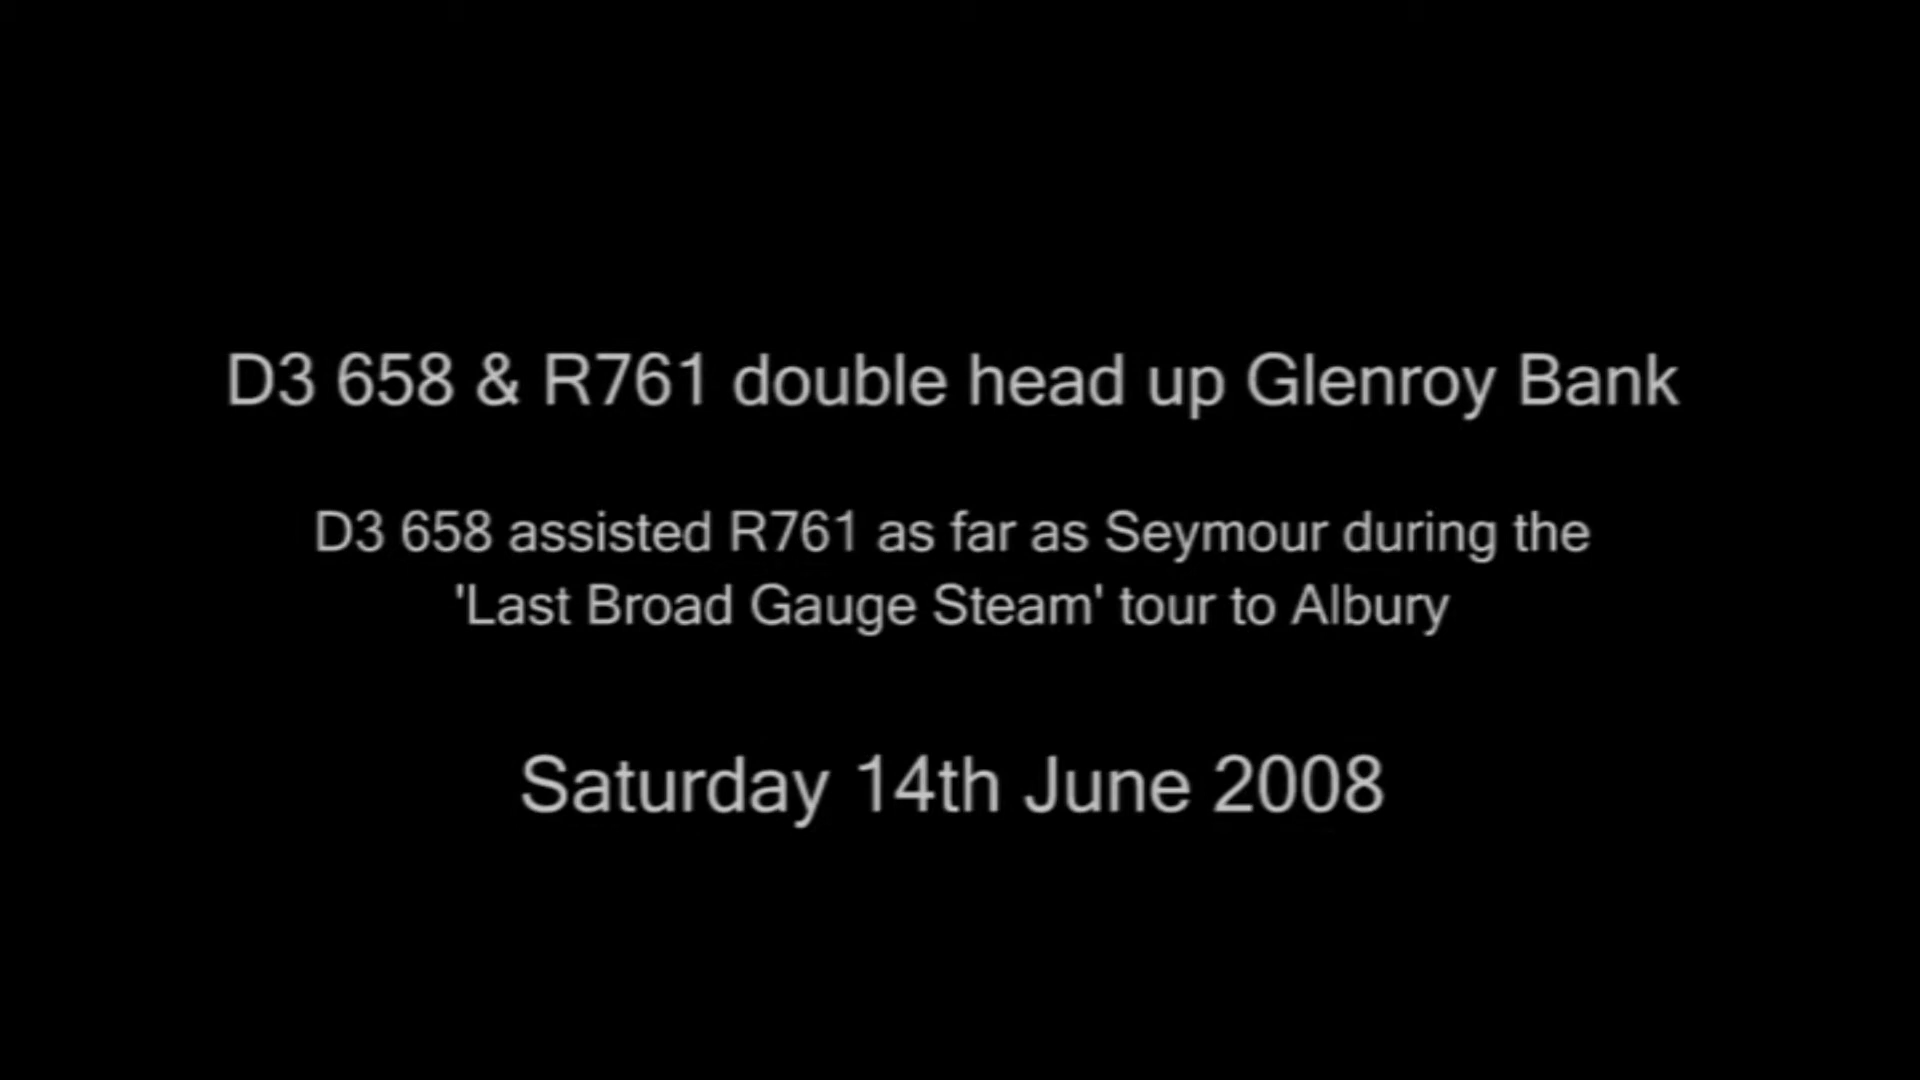 D3 658 & R761 double head up Glenroy Bank
D3 658 assisted R761 as far as Seymour during the
'Last Broad Gauge Steam' tour to Albury
Saturday 14th June 2008